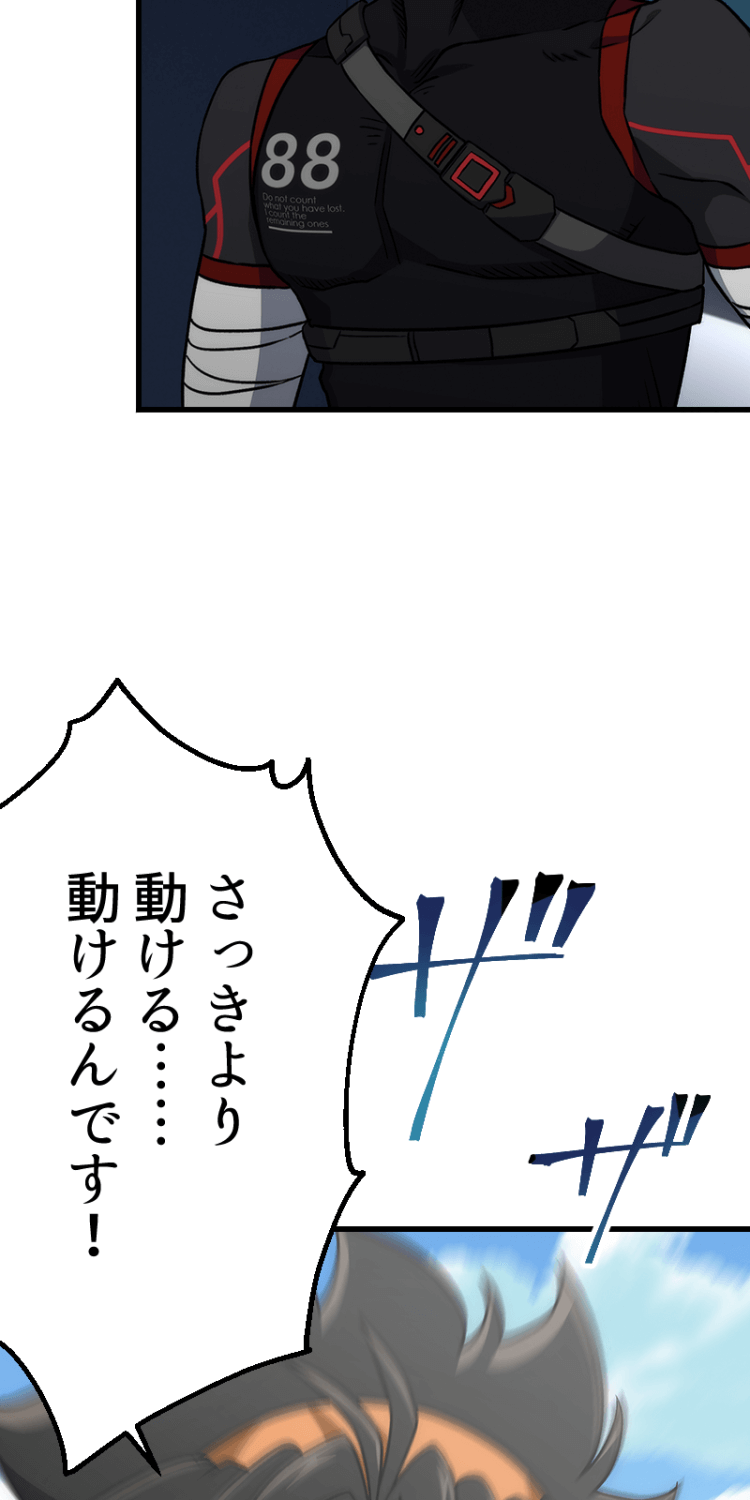 88
Do not count
what you have lost.
I count the
remaining ones
さっきより
動ける……
動けるんです！
ザッ
ザッ